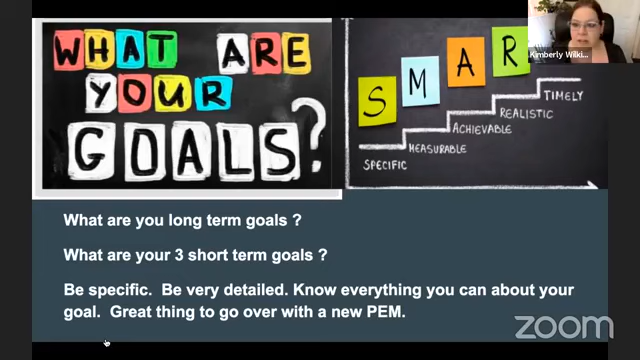 WHAT ARE
YOUR
GOALS?
S M A R
SPECIFIC
MEASURABLE
ACHIEVABLE
REALISTIC
TIMELY
Kimberly Wilki...
What are you long term goals ?
What are your 3 short term goals ?
Be specific. Be very detailed. Know everything you can about your
goal. Great thing to go over with a new PEM.
zoom